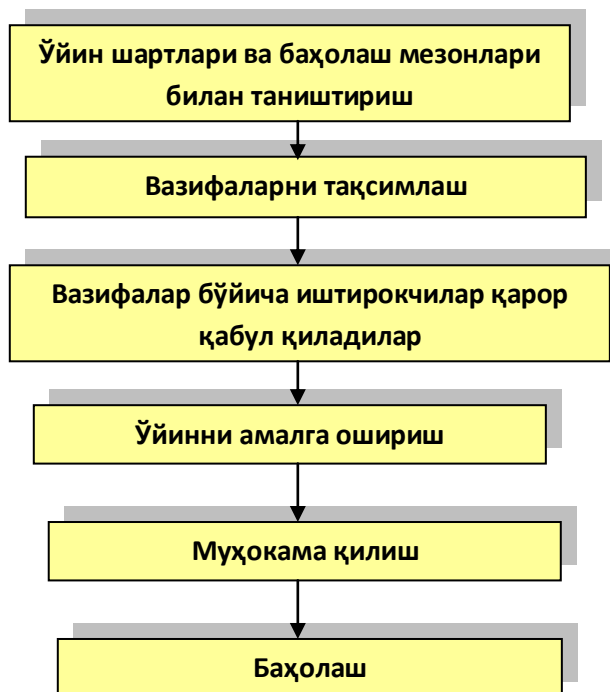 Ўйин шартлари ва баҳолаш мезонлари
билан таништириш
Вазифаларни тақсимлаш
Вазифалар бўйича иштирокчилар қарор
қабул қиладилар
Ўйинни амалга ошириш
Муҳокама қилиш
Баҳолаш